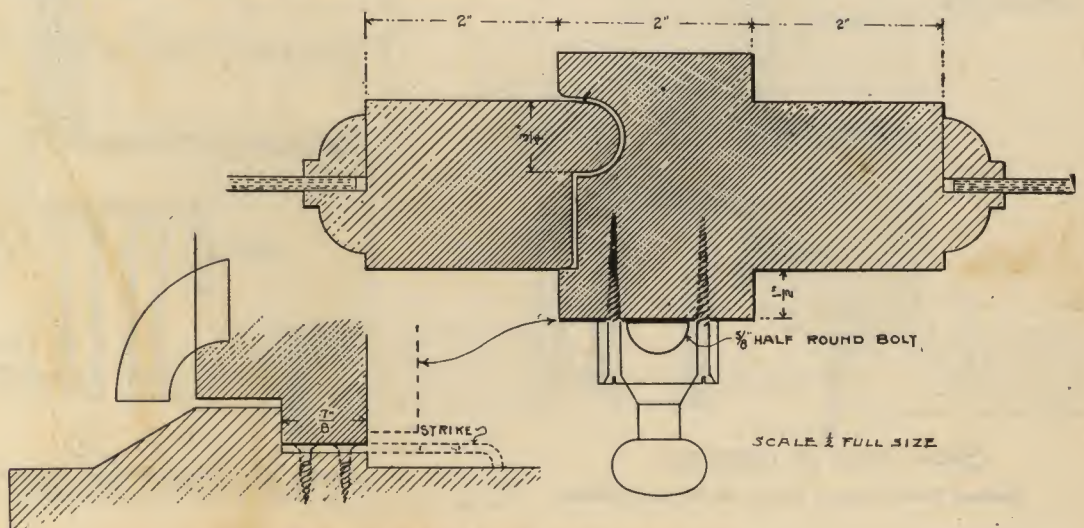 2"
2"
2"
3/4"
1/2"
5/8" HALF ROUND BOLT
7/8"
STRIKE
SCALE 1/2 FULL SIZE